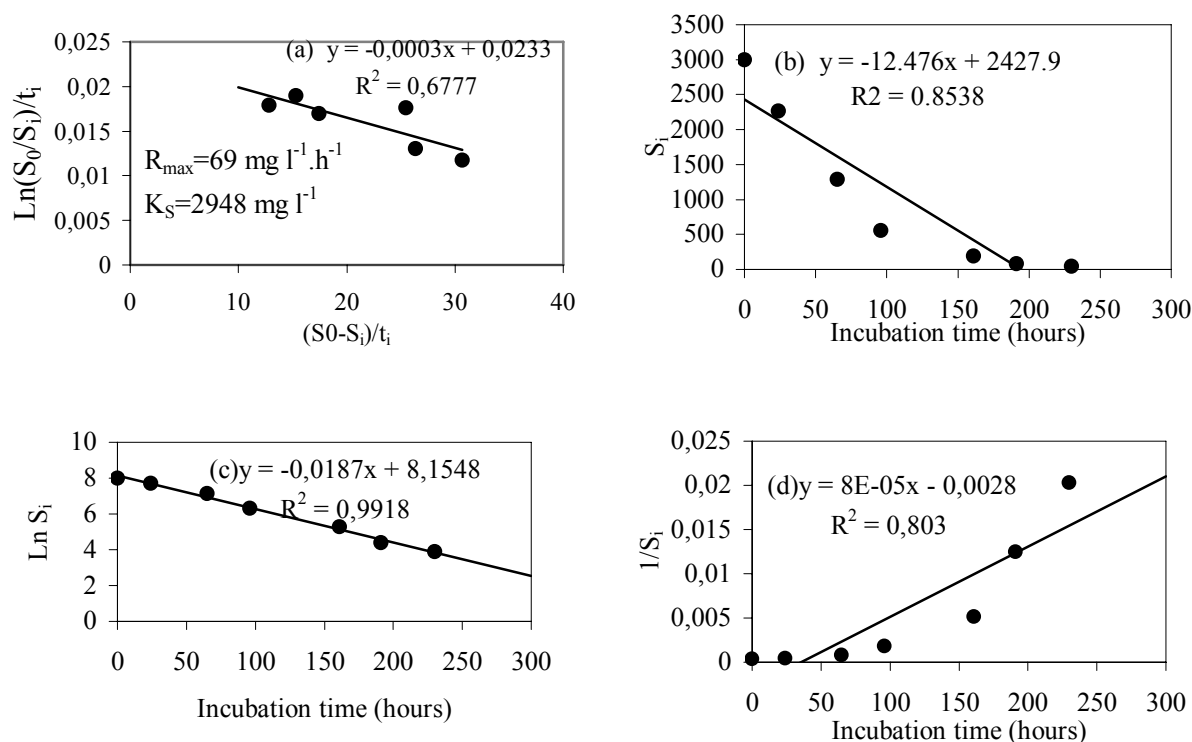 0,025
0,02
0,015
0,01
0,005
0
Ln(S0/Si)/ti
(a) y = -0,0003x + 0,0233
R2 = 0,6777
Rmax=69 mg l-1.h-1
KS=2948 mg l-1
0 10 20 30 40
(S0-Si)/ti
3500
3000
2500
2000
1500
1000
500
0
Si
(b) y = -12.476x + 2427.9
R2 = 0.8538
0 50 100 150 200 250 300
Incubation time (hours)
10
8
6
4
2
0
Ln Si
(c)y = -0,0187x + 8,1548
R2 = 0,9918
0 50 100 150 200 250 300
Incubation time (hours)
0,025
0,02
0,015
0,01
0,005
0
1/Si
(d)y = 8E-05x - 0,0028
R2 = 0,803
0 50 100 150 200 250 300
Incubation time (hours)